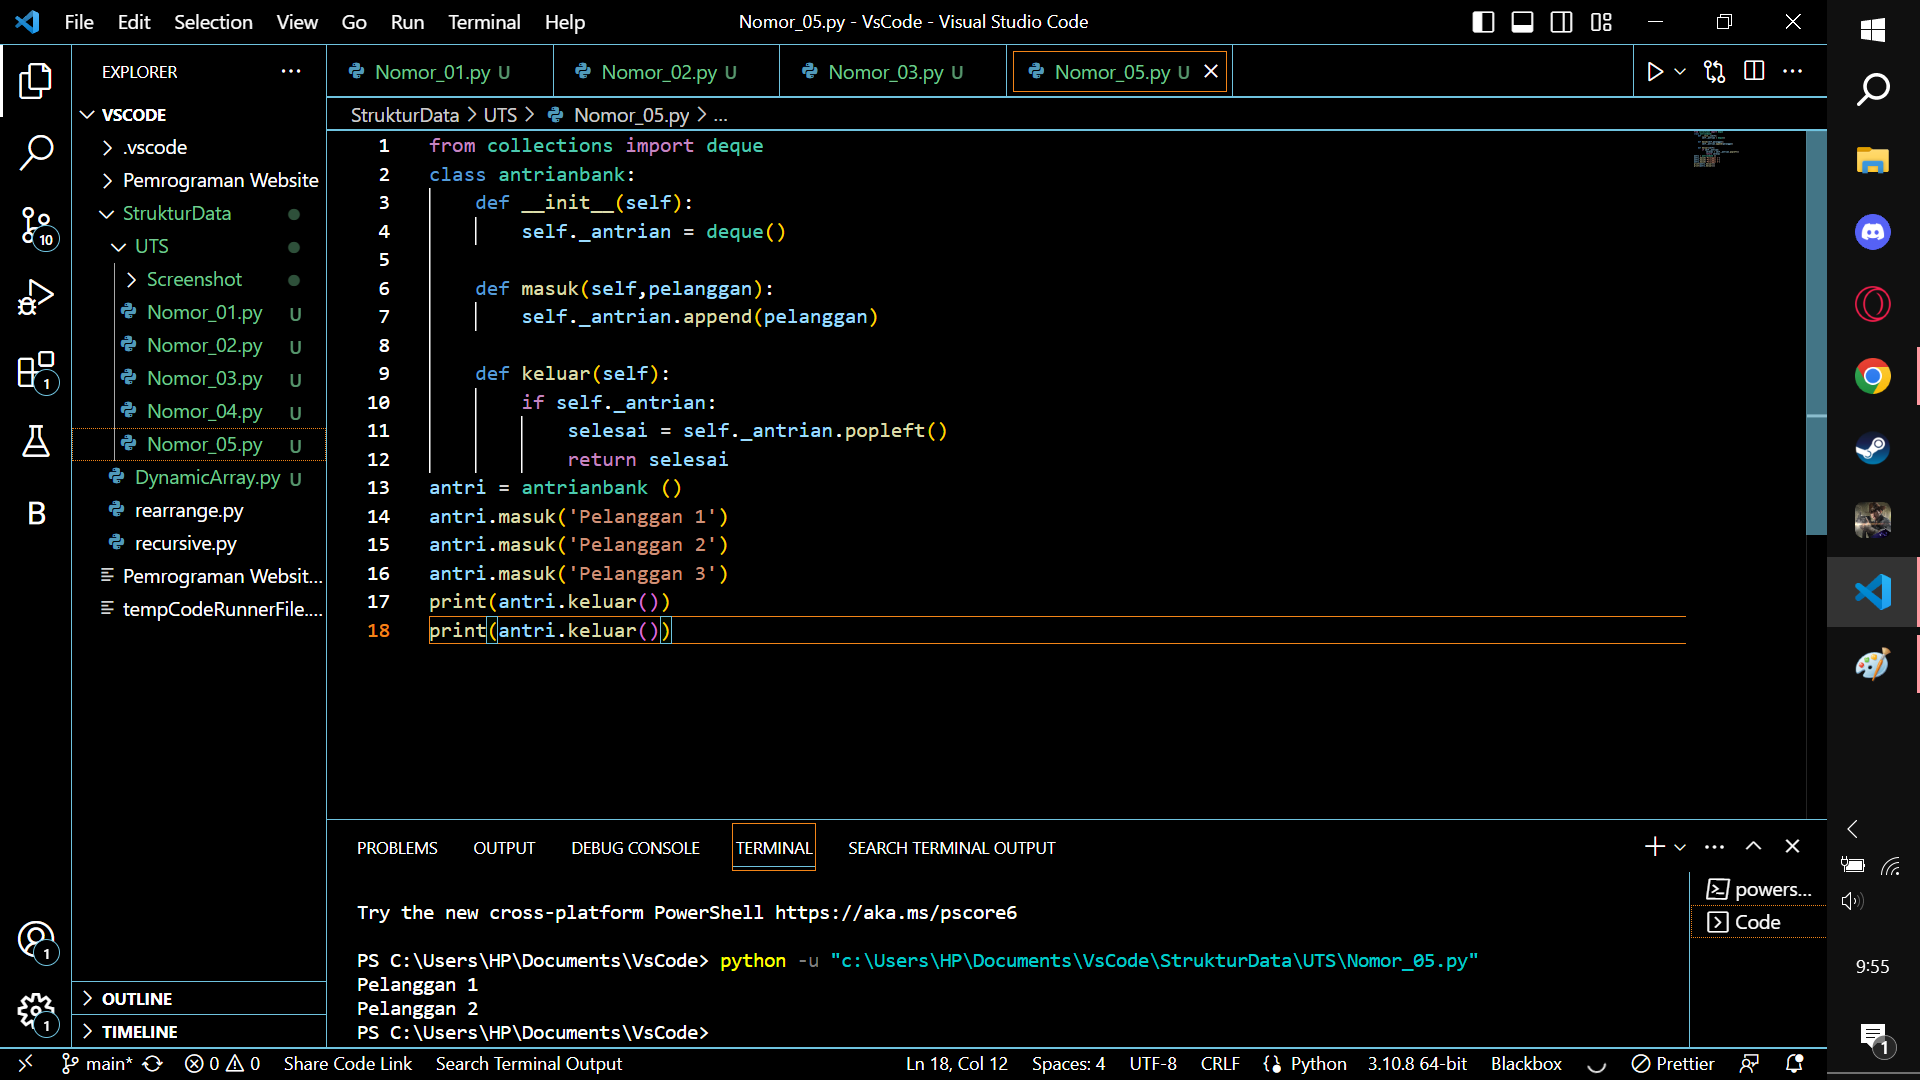 File Edit Selection View Go Run Terminal Help
Nomor_05.py - VsCode - Visual Studio Code
EXPLORER
VSCODE
.vscode
Pemrograman Website
StrukturData
UTS
Screenshot
Nomor_01.py U
Nomor_02.py U
Nomor_03.py U
Nomor_04.py U
Nomor_05.py U
DynamicArray.py U
rearrange.py
recursive.py
Pemrograman Websit...
tempCodeRunnerFile....
OUTLINE
TIMELINE
10
1
B
1
1
Nomor_01.py U
Nomor_02.py U
Nomor_03.py U
Nomor_05.py U
StrukturData > UTS > Nomor_05.py > ...
1 from collections import deque
2 class antrianbank:
3     def __init__(self):
4         self._antrian = deque()
5
6     def masuk(self,pelanggan):
7         self._antrian.append(pelanggan)
8
9     def keluar(self):
10         if self._antrian:
11             selesai = self._antrian.popleft()
12             return selesai
13 antri = antrianbank ()
14 antri.masuk('Pelanggan 1')
15 antri.masuk('Pelanggan 2')
16 antri.masuk('Pelanggan 3')
17 print(antri.keluar())
18 print(antri.keluar())
PROBLEMS OUTPUT DEBUG CONSOLE TERMINAL SEARCH TERMINAL OUTPUT
Try the new cross-platform PowerShell https://aka.ms/pscore6
PS C:\Users\HP\Documents\VsCode> python -u "c:\Users\HP\Documents\VsCode\StrukturData\UTS\Nomor_05.py"
Pelanggan 1
Pelanggan 2
PS C:\Users\HP\Documents\VsCode>
powers...
Code
main* 0 0 Share Code Link Search Terminal Output
Ln 18, Col 12 Spaces: 4 UTF-8 CRLF Python 3.10.8 64-bit Blackbox Prettier
9:55
1